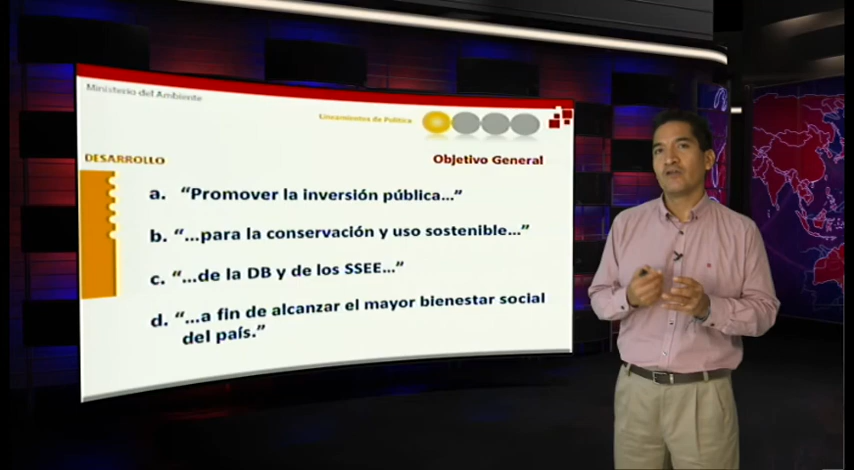 Ministerio del Ambiente
Lineamientos de Política
DESARROLLO
Objetivo General
a. “Promover la inversión pública...”
b. “...para la conservación y uso sostenible...”
c. “...de la DB y de los SSEE...”
d. “...a fin de alcanzar el mayor bienestar social
del país.”